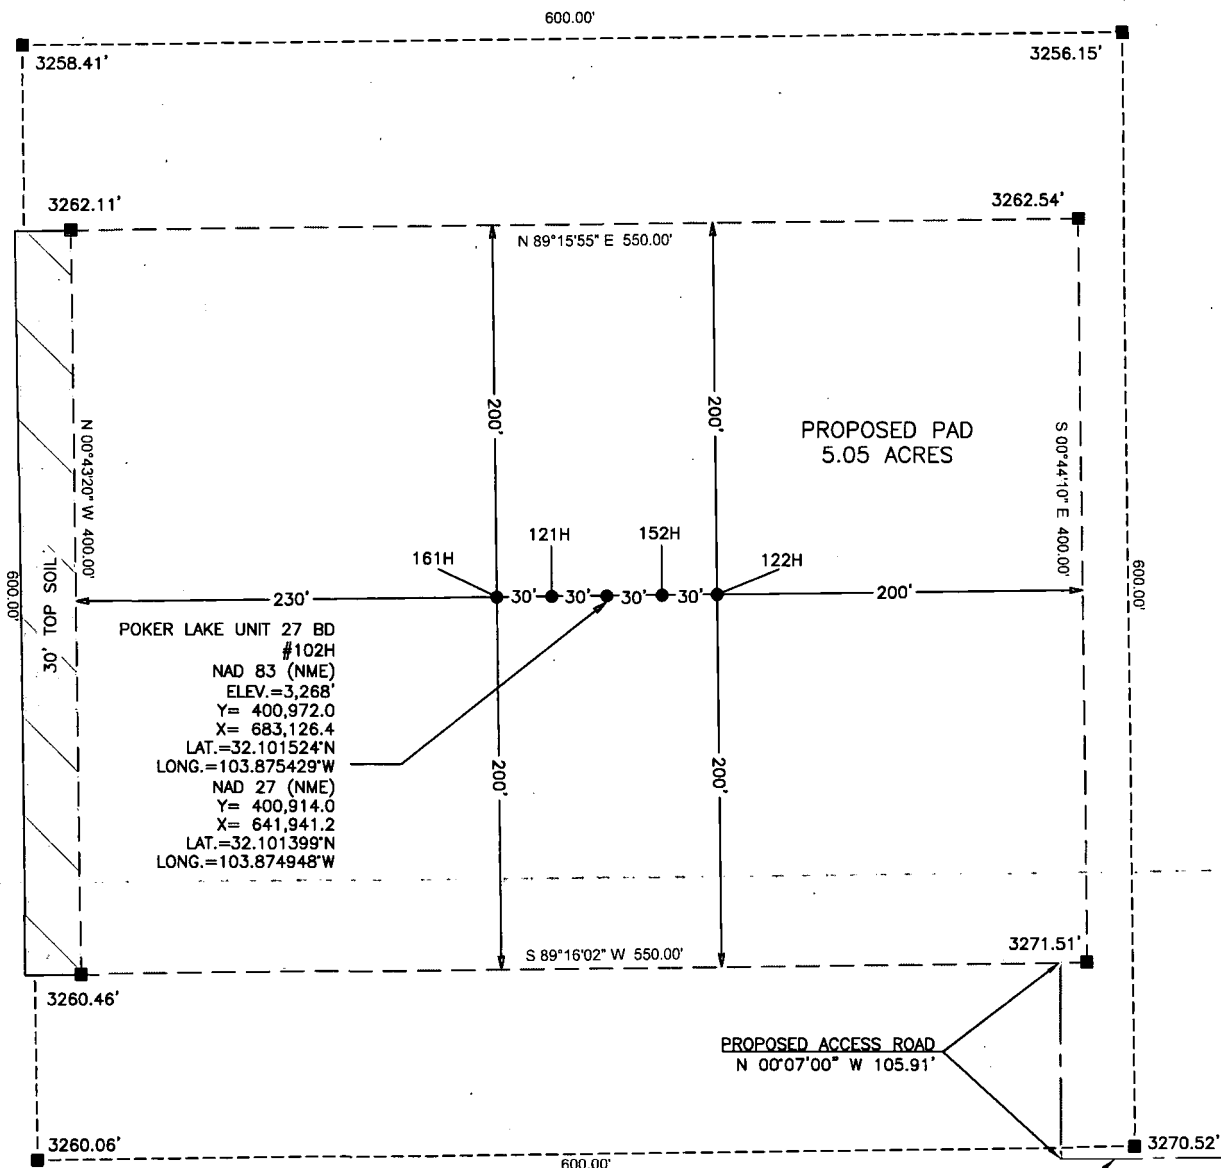 600.00'
3258.41'
3256.15'
3262.11'
3262.54'
N 89°15'55" E 550.00'
200'
200'
PROPOSED PAD
5.05 ACRES
N 00°43'20" W 400.00'
S 00°44'10" E 400.00'
161H
121H
152H
122H
600.00'
30' TOP SOIL
230'
30'
30'
30'
30'
200'
600.00'
POKER LAKE UNIT 27 BD
#102H
NAD 83 (NME)
ELEV.=3,268'
Y= 400,972.0
X= 683,126.4
LAT.=32.101524°N
LONG.=103.875429°W
NAD 27 (NME)
Y= 400,914.0
X= 641,941.2
LAT.=32.101399°N
LONG.=103.874948°W
200'
200'
S 89°16'02" W 550.00'
3271.51'
3260.46'
PROPOSED ACCESS ROAD
N 00°07'00" W 105.91'
3260.06'
3270.52'
600.00'